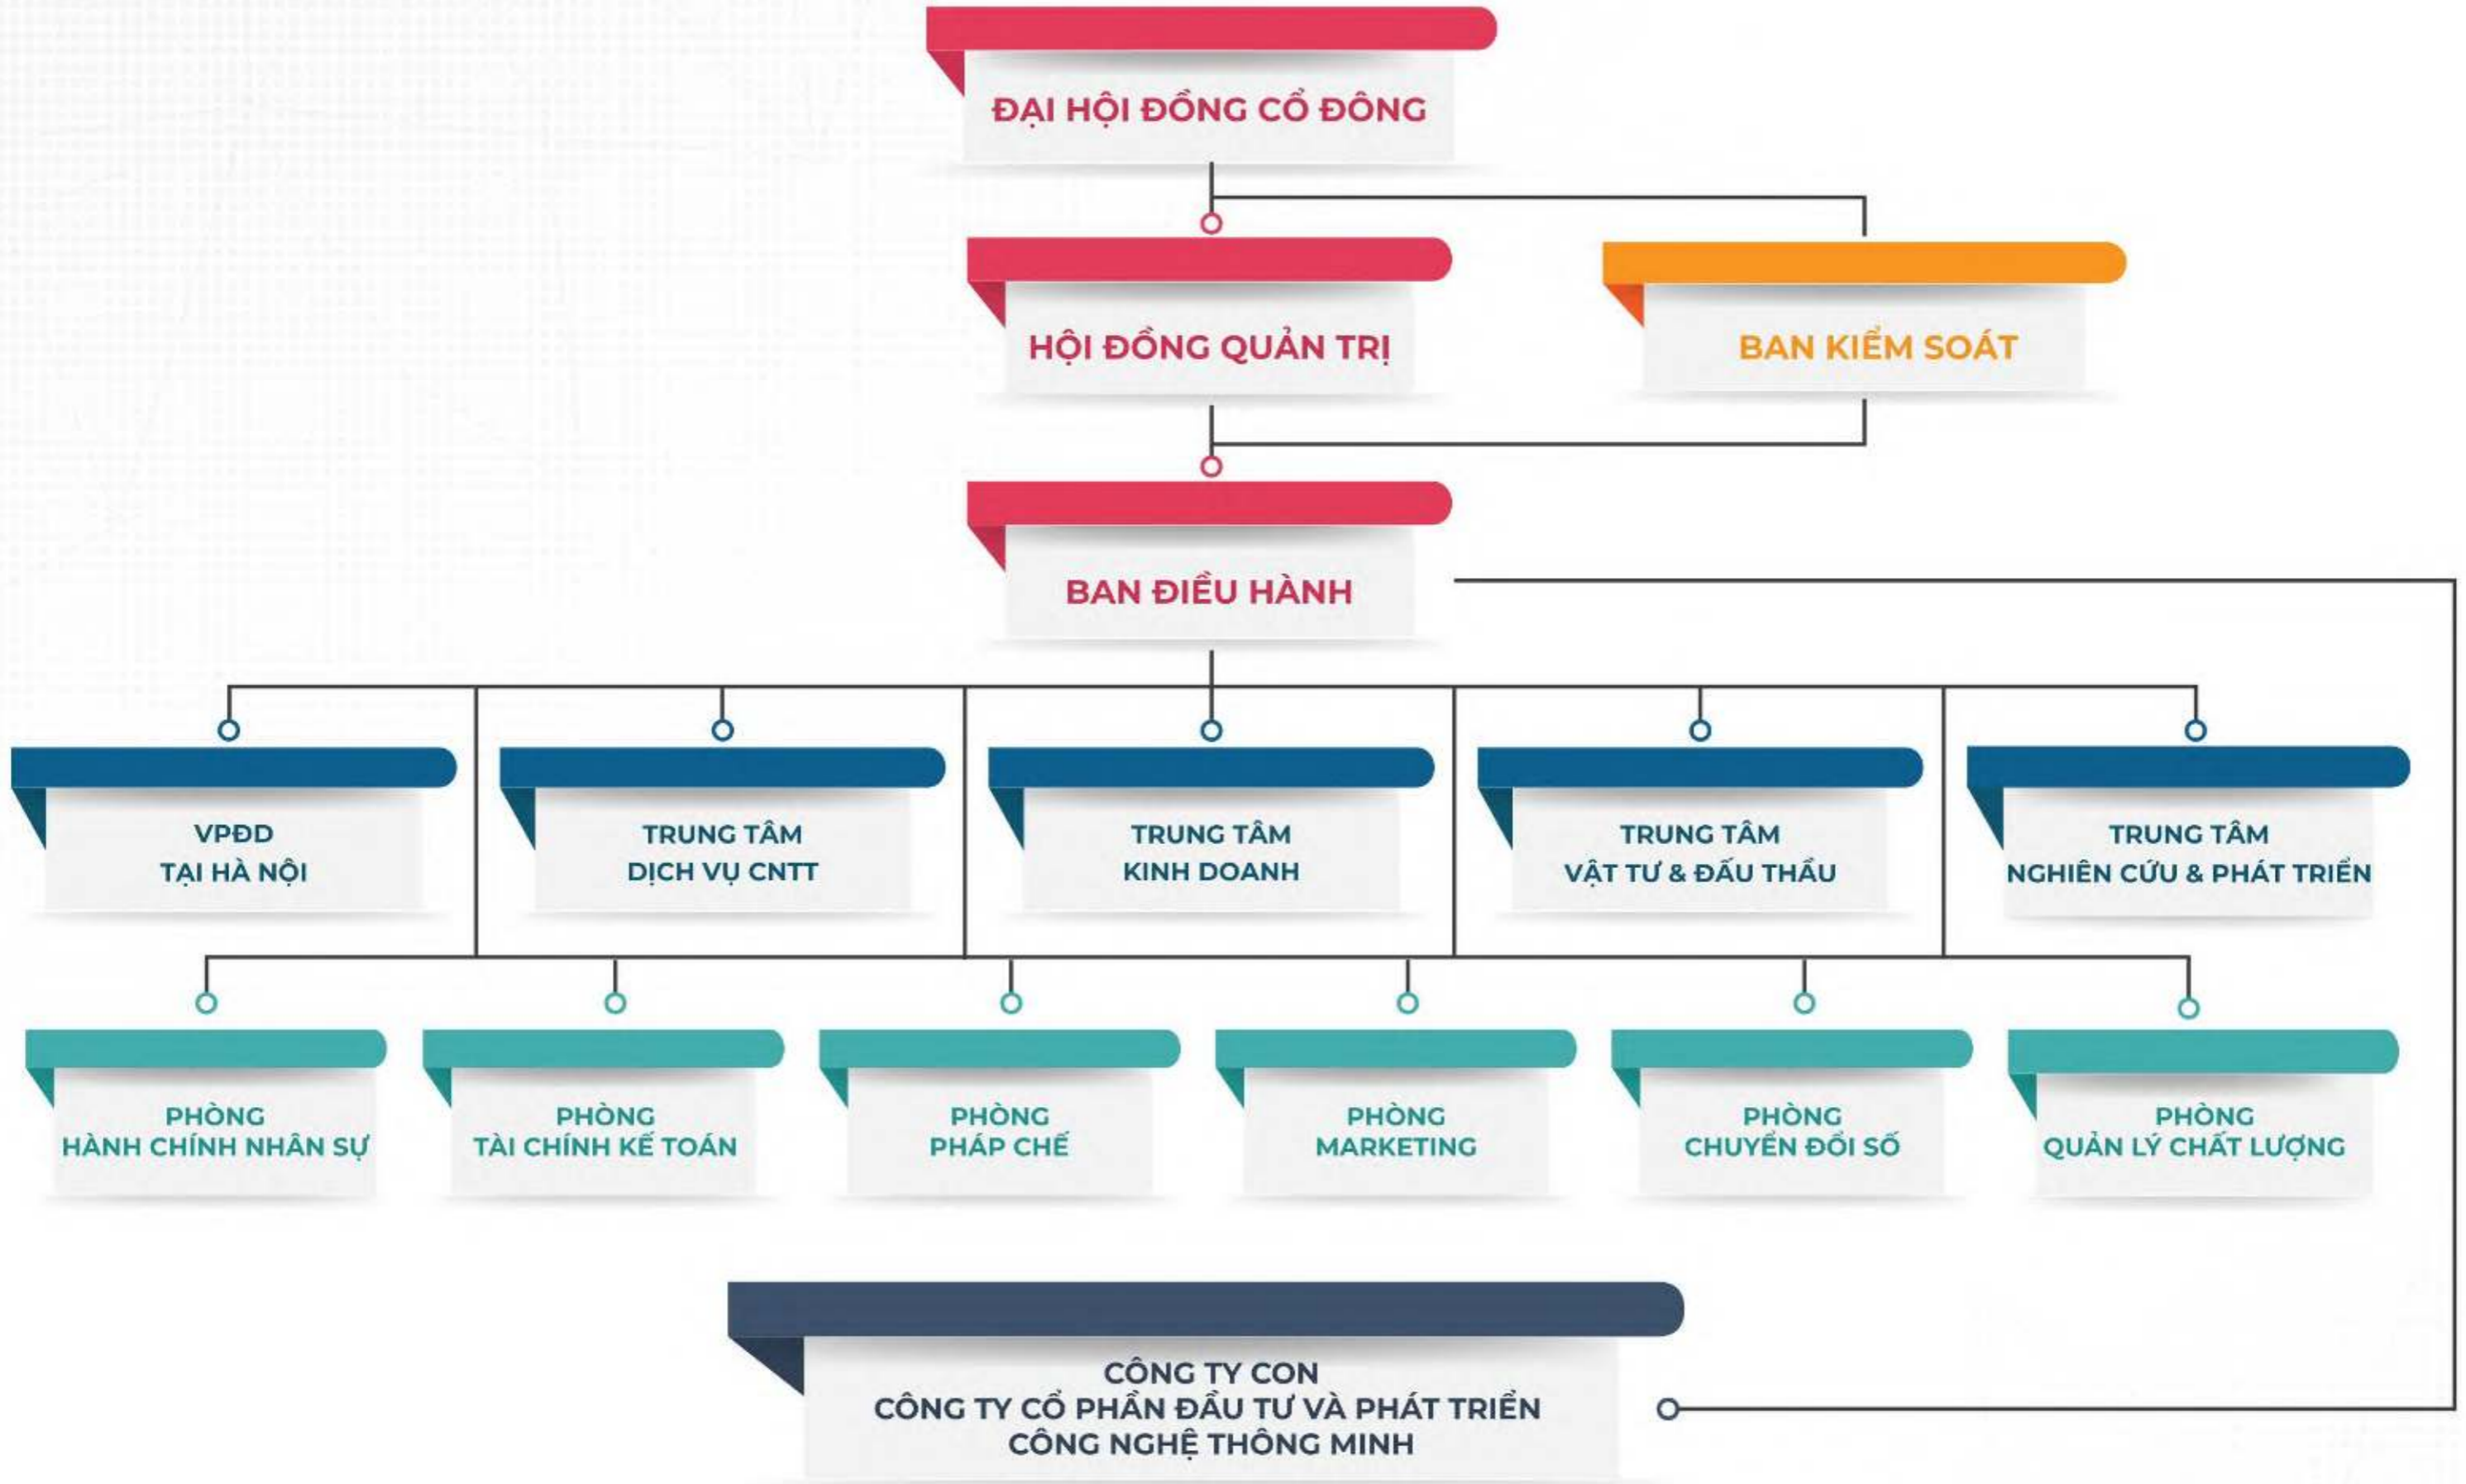 ĐẠI HỘI ĐỒNG CỔ ĐÔNG
HỘI ĐỒNG QUẢN TRỊ
BAN KIỂM SOÁT
BAN ĐIỀU HÀNH
VPĐD
TẠI HÀ NỘI
TRUNG TÂM
DỊCH VỤ CNTT
TRUNG TÂM
KINH DOANH
TRUNG TÂM
VẬT TƯ & ĐẤU THẦU
TRUNG TÂM
NGHIÊN CỨU & PHÁT TRIỂN
PHÒNG
HÀNH CHÍNH NHÂN SỰ
PHÒNG
TÀI CHÍNH KẾ TOÁN
PHÒNG
PHÁP CHẾ
PHÒNG
MARKETING
PHÒNG
CHUYỂN ĐỔI SỐ
PHÒNG
QUẢN LÝ CHẤT LƯỢNG
CÔNG TY CON
CÔNG TY CỔ PHẦN ĐẦU TƯ VÀ PHÁT TRIỂN
CÔNG NGHỆ THÔNG MINH